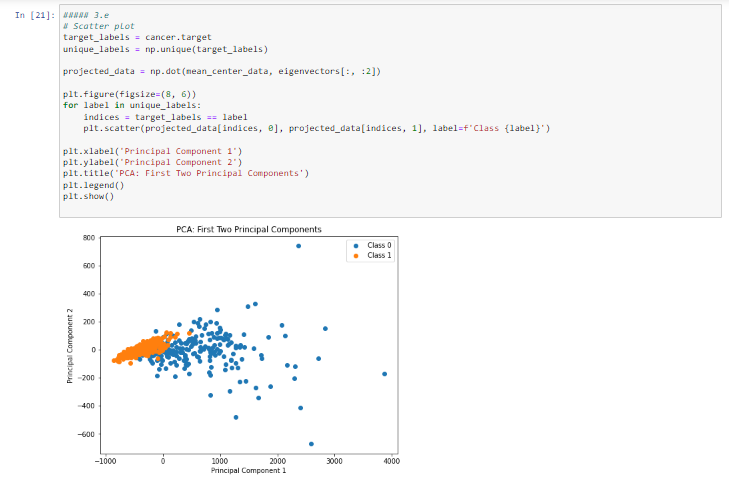 In [21]: ##### 3.e
# Scatter plot
target_labels = cancer.target
unique_labels = np.unique(target_labels)
projected_data = np.dot(mean_center_data, eigenvectors[:, :2])
plt.figure(figsize=(8, 6))
for label in unique_labels:
    indices = target_labels == label
    plt.scatter(projected_data[indices, 0], projected_data[indices, 1], label=f'Class {label}')
plt.xlabel('Principal Component 1')
plt.ylabel('Principal Component 2')
plt.title('PCA: First Two Principal Components')
plt.legend()
plt.show()
PCA: First Two Principal Components
Class 0
Class 1
800
600
400
200
0
−200
−400
−600
Principal Component 2
−1000 0 1000 2000 3000 4000
Principal Component 1